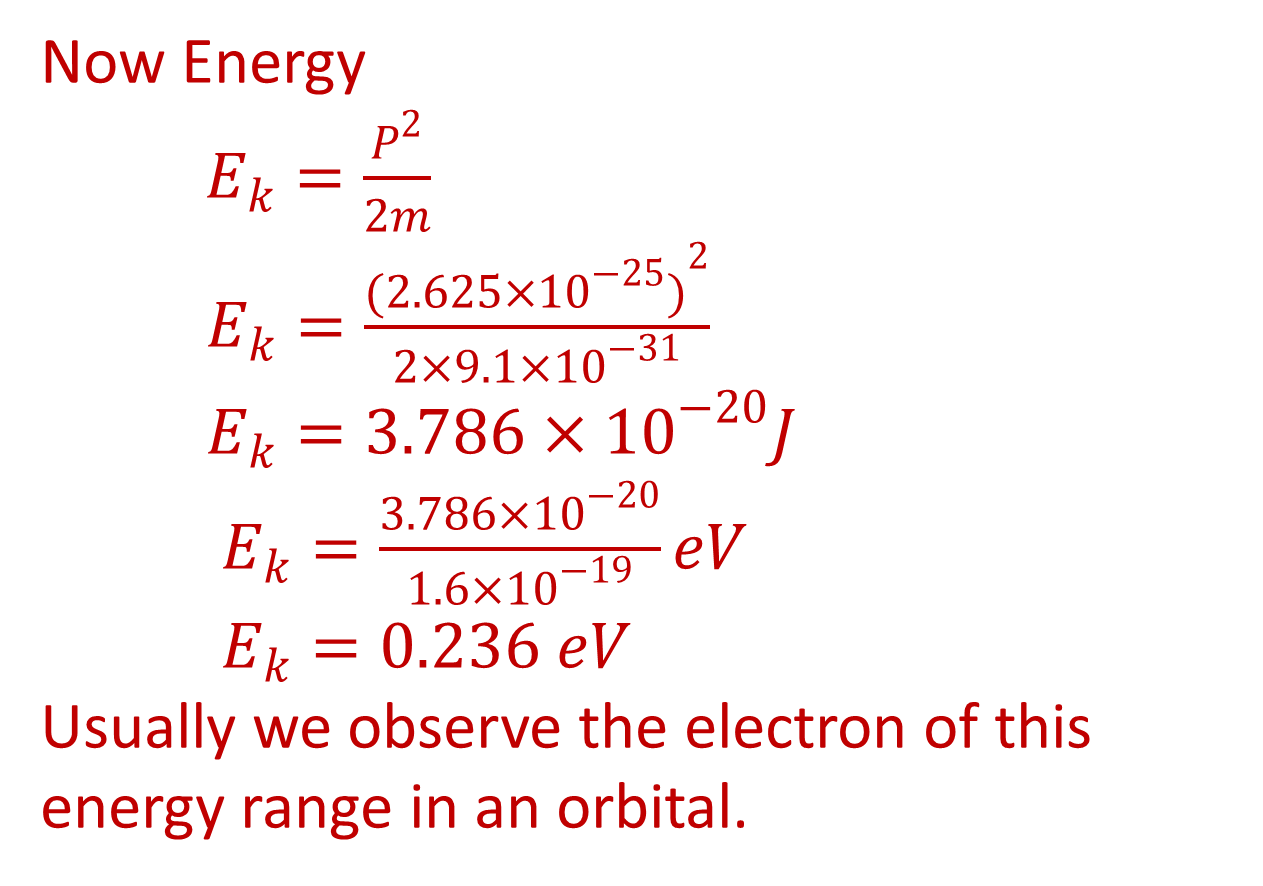 Now Energy
E_k = P^2/2m
E_k = (2.625×10^−25)^2/2×9.1×10^−31
E_k = 3.786 × 10^−20 J
E_k = 3.786×10^−20/1.6×10^−19 eV
E_k = 0.236 eV
Usually we observe the electron of this
energy range in an orbital.